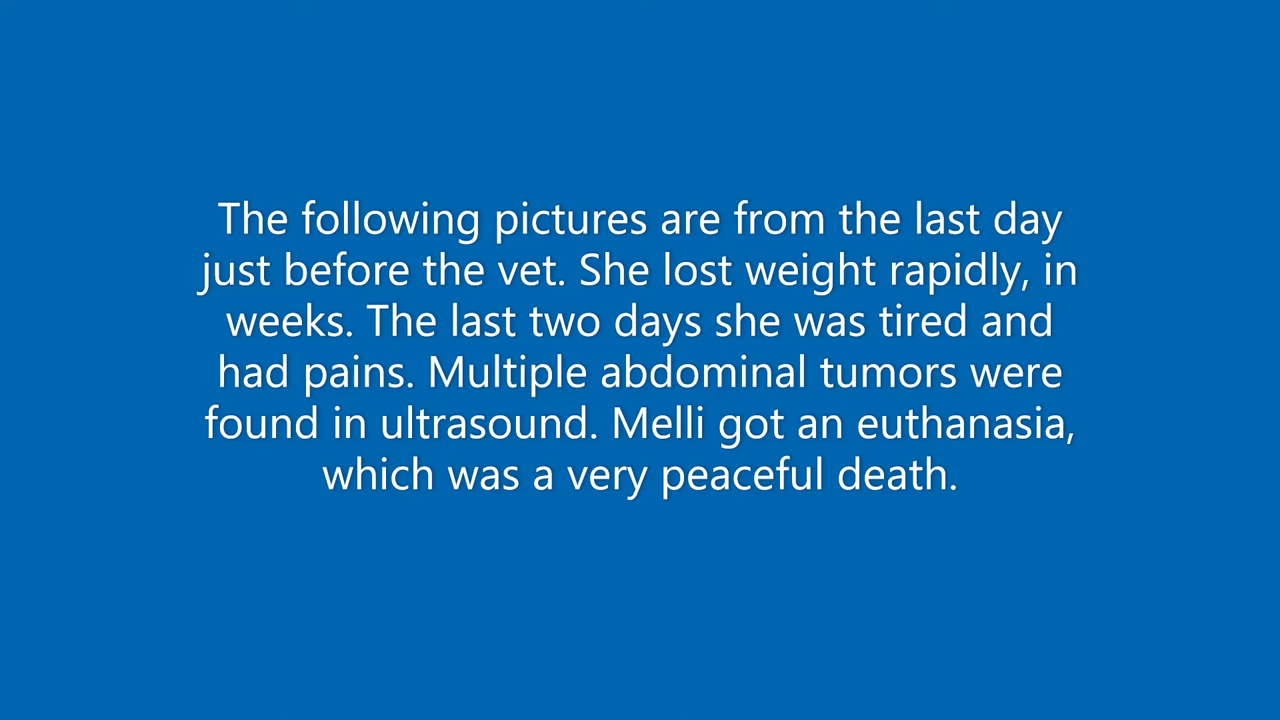 The following pictures are from the last day
just before the vet. She lost weight rapidly, in
weeks. The last two days she was tired and
had pains. Multiple abdominal tumors were
found in ultrasound. Melli got an euthanasia,
which was a very peaceful death.